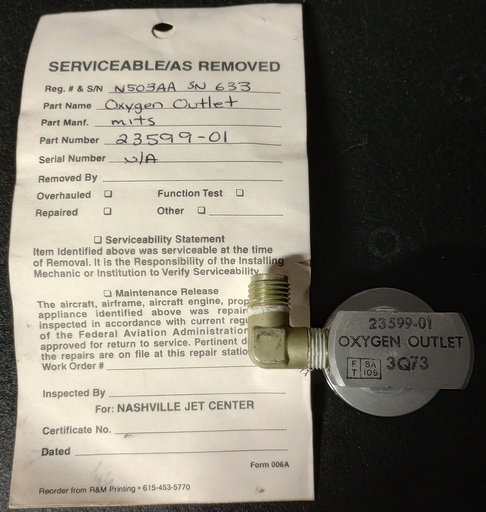 SERVICEABLE/AS REMOVED
Reg. # & S/N N503AA SN 633
Part Name Oxygen Outlet
Part Manf. mits
Part Number 23599-01
Serial Number N/A
Removed By
Overhauled ☐ Function Test ☐
Repaired ☐ Other ☐
☐ Serviceability Statement
Item Identified above was serviceable at the time
of Removal. It is the Responsibility of the Installing
Mechanic or Institution to Verify Serviceability.
☐ Maintenance Release
The aircraft, airframe, aircraft engine, prop
appliance identified above was repair
inspected in accordance with current regu
of the Federal Aviation Administration
approved for return to service. Pertinent d
the repairs are on file at this repair statio
Work Order #
Inspected By
For: NASHVILLE JET CENTER
Certificate No.
Dated
Form 006A
Reorder from R&M Printing • 615-453-5770
23599-01
OXYGEN OUTLET
F SA
T IDS
3Q73